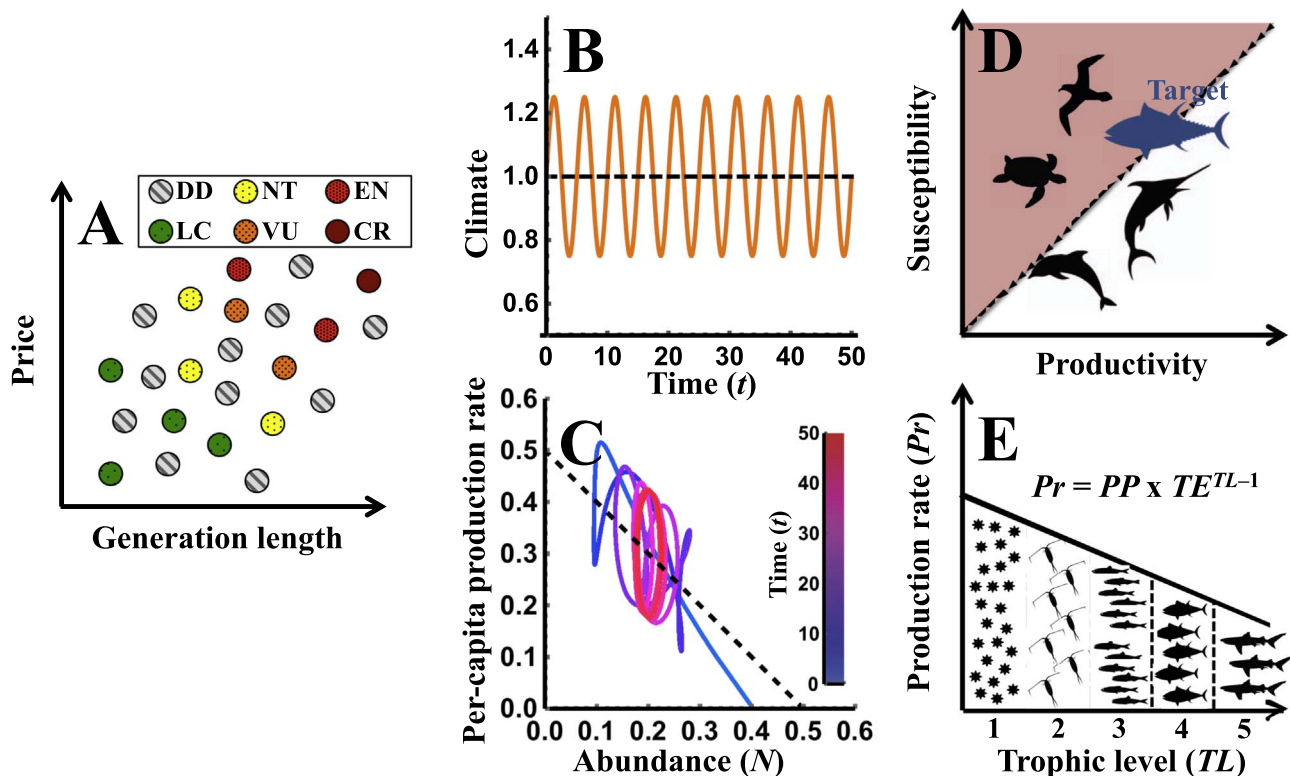 A
DD NT EN
LC VU CR
Price
Generation length
B
Climate
1.4
1.2
1.0
0.8
0.6
0 10 20 30 40 50
Time (t)
C
Per-capita production rate
0.6
0.5
0.4
0.3
0.2
0.1
0.0
0.0 0.1 0.2 0.3 0.4 0.5 0.6
Abundance (N)
Time (t)
50
40
30
20
10
0
D
Target
Susceptibility
Productivity
E
Pr = PP x TE^{TL–1}
Production rate (Pr)
1 2 3 4 5
Trophic level (TL)